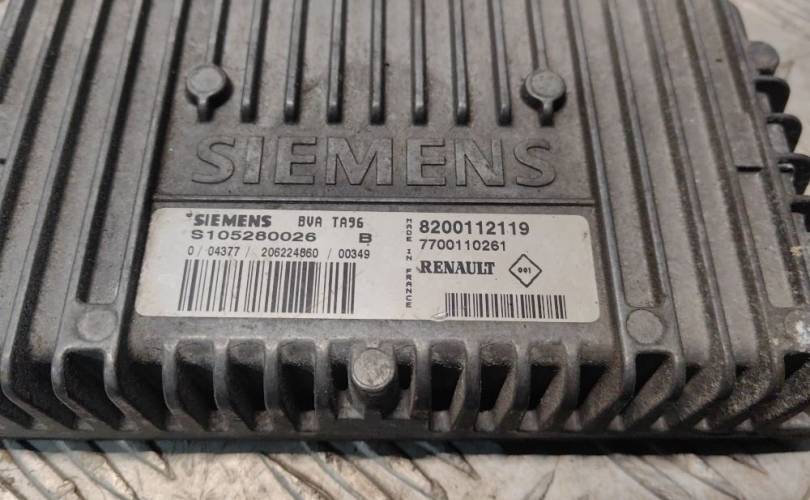 SIEMENS
SIEMENS BVA TA96
S105280026 B
0 / 04377 / 206224860 / 00349
MADE IN FRANCE
8200112119
7700110261
RENAULT 001